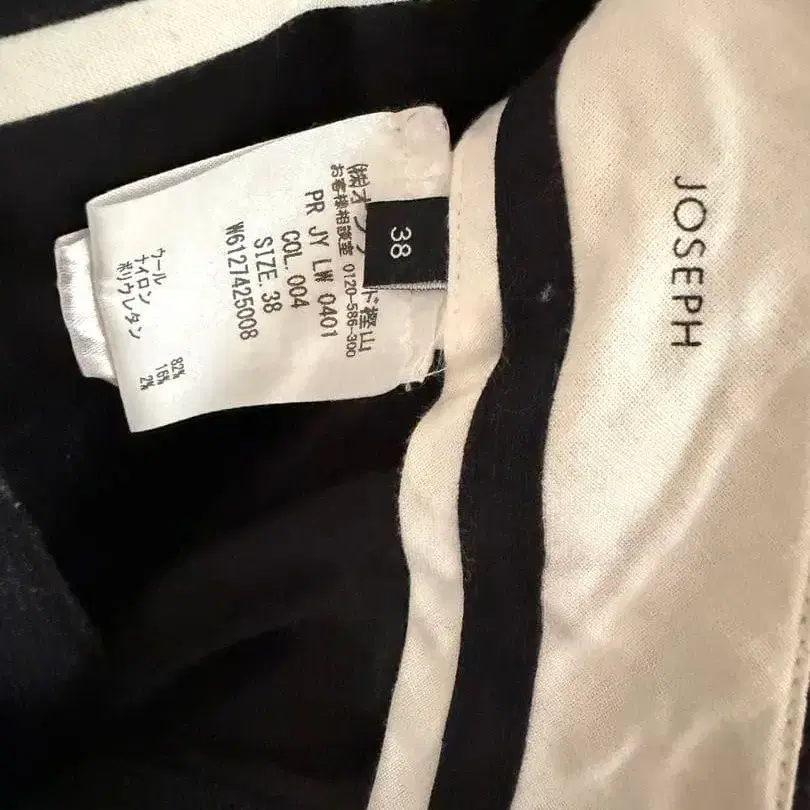 JOSEPH
38
㈱オンワード樫山
お客様相談室 0120-586-300
PR JY LW 0401
COL. 004
SIZE. 38
W6127425008
ウール 82%
ナイロン 16%
ポリウレタン 2%